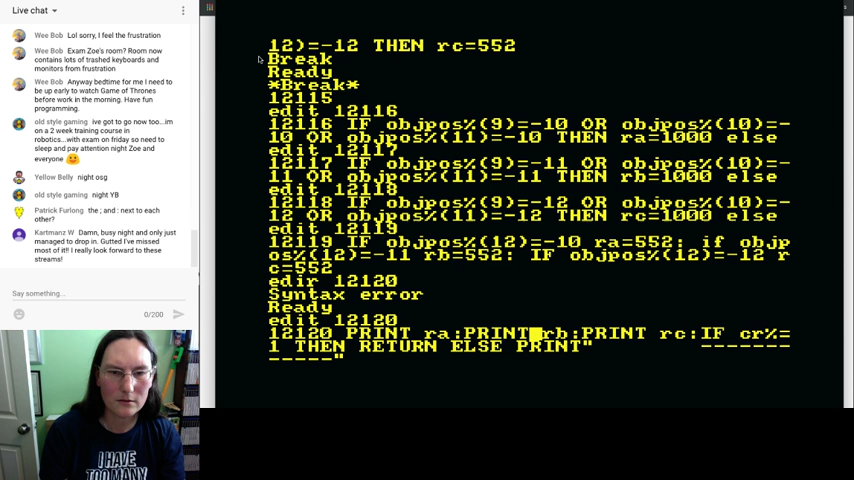 Live chat
Wee Bob Lol sorry, I feel the frustration
Wee Bob Exam Zoe's room? Room now
contains lots of trashed keyboards and
monitors from frustration
Wee Bob Anyway bedtime for me I need to
be up early to watch Game of Thrones
before work in the morning. Have fun
programming.
old style gaming ive got to go now too...im
on a 2 week training course in
robotics...with exam on friday so need to
sleep and pay attention night Zoe and
everyone
Yellow Belly night osg
old style gaming night YB
Patrick Furlong the ; and : next to each
other?
Kartmanz W Damn, busy night and only just
managed to drop in. Gutted I've missed
most of it!! I really look forward to these
streams!
Say something...
0/200
12)=-12 THEN rc=552
Break
Ready
*Break*
12115
edit 12116
12116 IF objpos%(9)=-10 OR objpos%(10)=-
10 OR objpos%(11)=-10 THEN ra=1000 else
edit 12117
12117 IF objpos%(9)=-11 OR objpos%(10)=-
11 OR objpos%(11)=-11 THEN rb=1000 else
edit 12118
12118 IF objpos%(9)=-12 OR objpos%(10)=-
12 OR objpos%(11)=-12 THEN rc=1000 else
edit 12119
12119 IF objpos%(12)=-10 ra=552: if objp
os%(12)=-11 rb=552: IF objpos%(12)=-12 r
c=552
edir 12120
Syntax error
Ready
edit 12120
12120 PRINT ra:PRINT rb:PRINT rc:IF cr%=
1 THEN RETURN ELSE PRINT" -------
-----"
I HAVE
TOO MANY